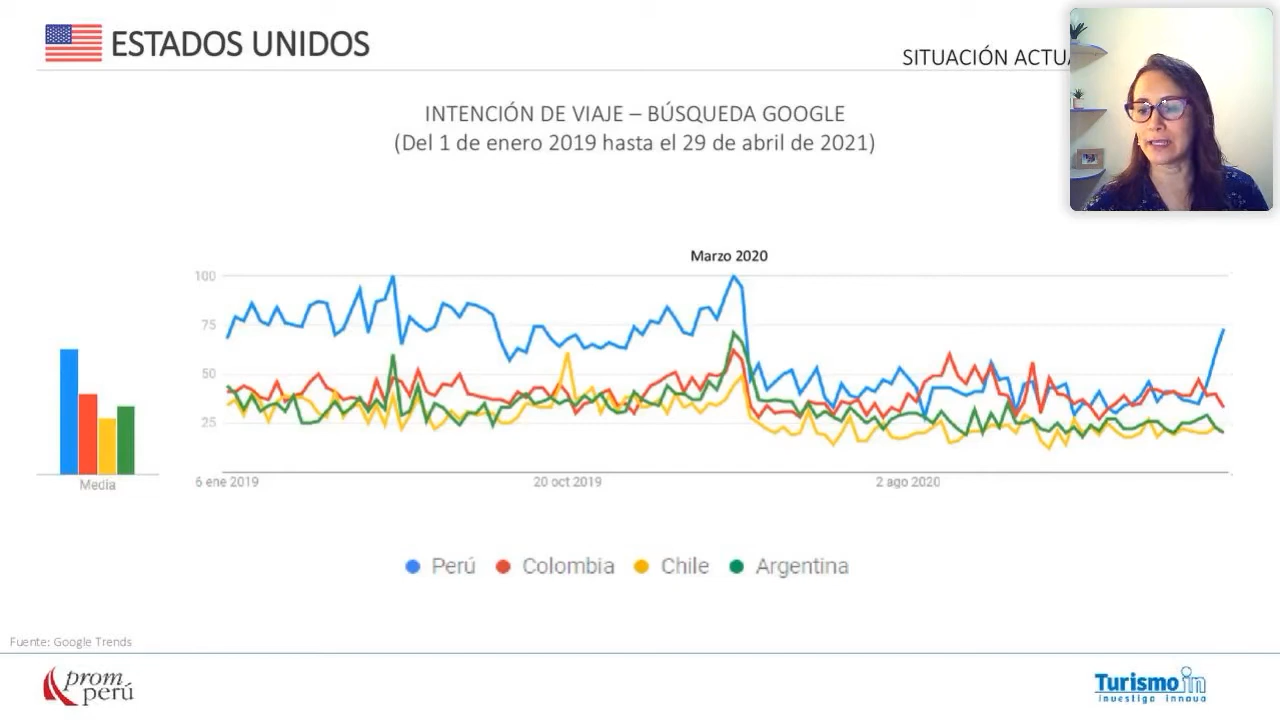 ESTADOS UNIDOS
SITUACIÓN ACTUA
INTENCIÓN DE VIAJE – BÚSQUEDA GOOGLE
(Del 1 de enero 2019 hasta el 29 de abril de 2021)
Marzo 2020
100
75
50
25
Media
6 ene 2019
20 oct 2019
2 ago 2020
Perú
Colombia
Chile
Argentina
Fuente: Google Trends
prom
perú
Turismo in
investiga innova